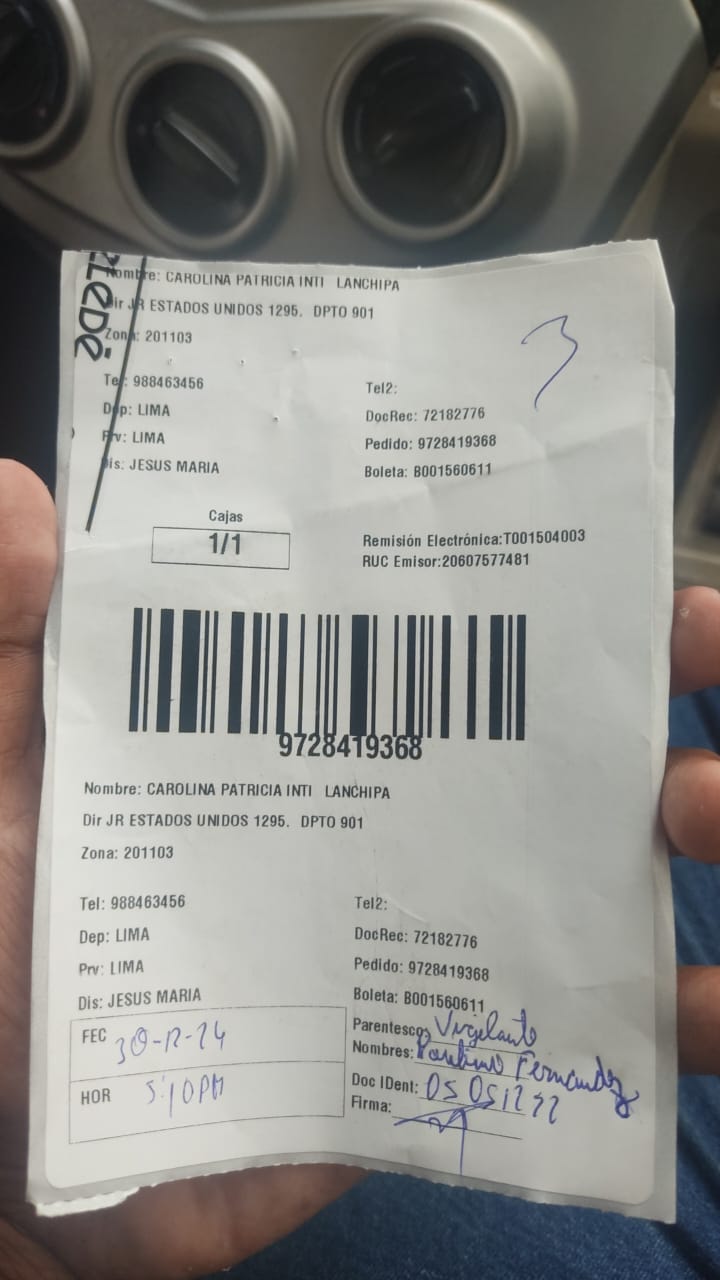 Nombre: CAROLINA PATRICIA INTI LANCHIPA
Dir JR ESTADOS UNIDOS 1295. DPTO 901
Zona: 201103
3
Tel: 988463456 Tel2:
Dep: LIMA DocRec: 72182776
Prv: LIMA Pedido: 9728419368
Dis: JESUS MARIA Boleta: B001560611
Cajas
1/1
Remisión Electrónica:T001504003
RUC Emisor:20607577481
9728419368
Nombre: CAROLINA PATRICIA INTI LANCHIPA
Dir JR ESTADOS UNIDOS 1295. DPTO 901
Zona: 201103
Tel: 988463456 Tel2:
Dep: LIMA DocRec: 72182776
Prv: LIMA Pedido: 9728419368
Dis: JESUS MARIA Boleta: B001560611
FEC 30-12-24 Parentesco: Vigilante
Nombres: Paulino Fernandez
HOR 5:10PM Doc IDent:
Firma: